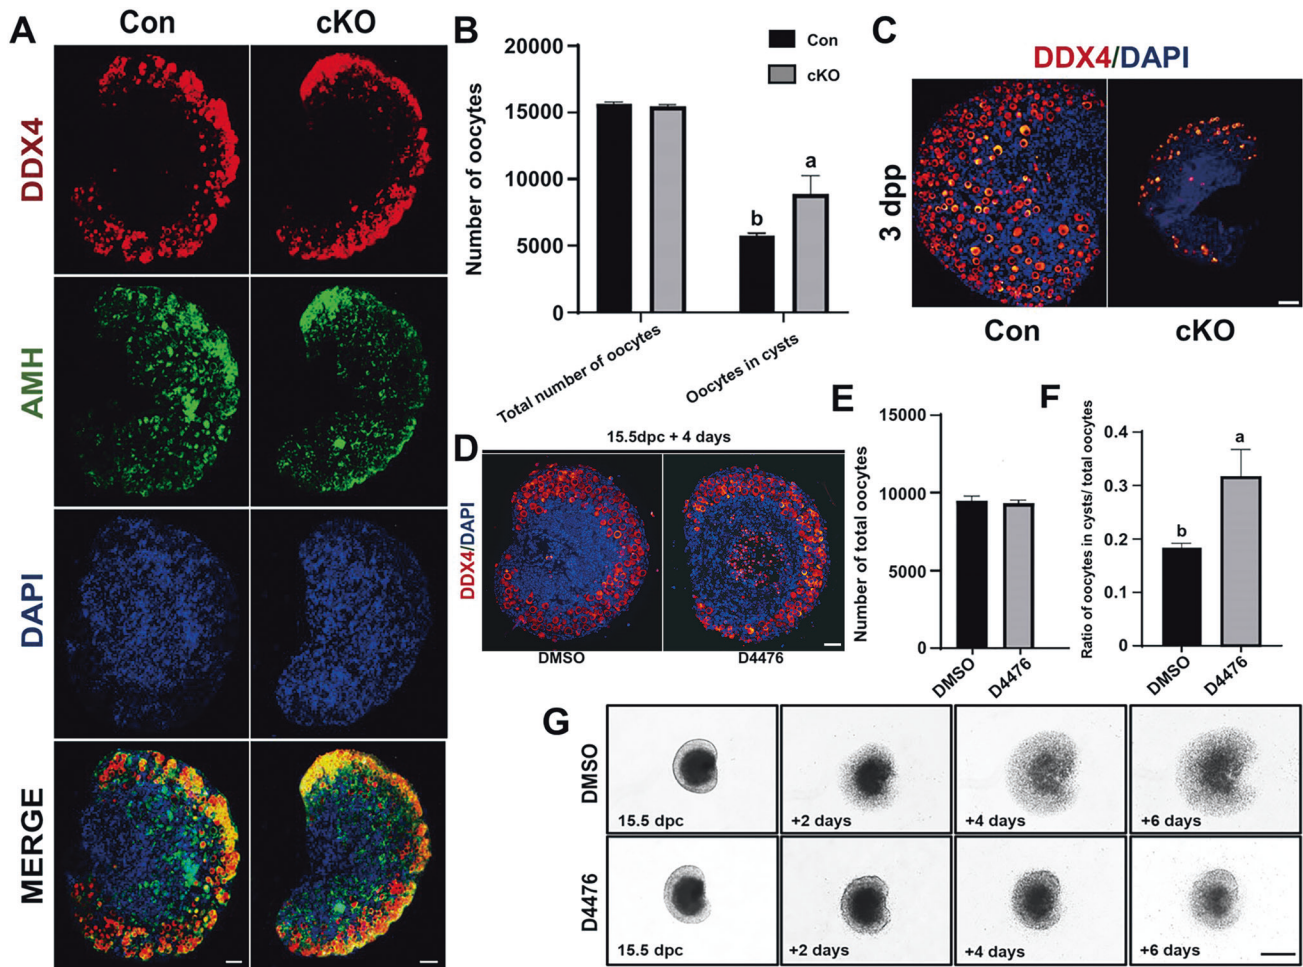 A
Con
cKO
DDX4
AMH
DAPI
MERGE
B
Number of oocytes
20000
15000
10000
5000
0
Con
cKO
b
a
Total number of oocytes
Oocytes in cysts
C
DDX4/DAPI
3 dpp
Con
cKO
D
15.5dpc + 4 days
DDX4/DAPI
DMSO
D4476
E
Number of total oocytes
15000
10000
5000
0
DMSO
D4476
F
Ratio of oocytes in cysts/ total oocytes
0.4
0.3
0.2
0.1
0
b
a
DMSO
D4476
G
DMSO
15.5 dpc
+2 days
+4 days
+6 days
D4476
15.5 dpc
+2 days
+4 days
+6 days